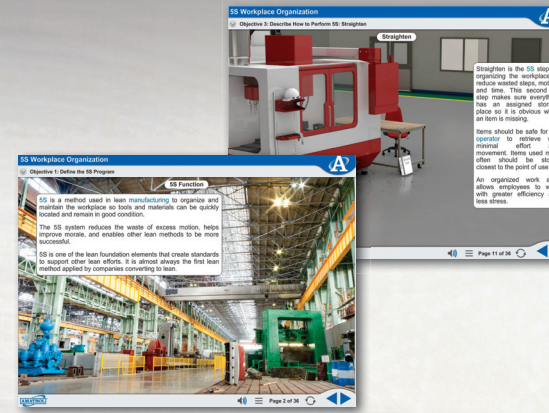 5S Workplace Organization
Objective 3: Describe How to Perform 5S: Straighten
Straighten
Straighten is the 5S step
organizing the workplace
reduce wasted steps,
and time. This second
step makes sure
has an assigned
place so it is obvious
an item is missing.
Items should be safe for
operator to retrieve
minimal effort
movement. Items used
often should be
closest to the point of use.
An organized work
allows employees to
with greater efficiency
less stress.
Page 11 of 36
5S Workplace Organization
Objective 1: Define the 5S Program
5S Function
5S is a method used in lean manufacturing to organize and
maintain the workplace so tools and materials can be quickly
located and remain in good condition.
The 5S system reduces the waste of excess motion, helps
improve morale, and enables other lean methods to be more
successful.
5S is one of the lean foundation elements that create standards
to support other lean efforts. It is almost always the first lean
method applied by companies converting to lean.
AMATROL
Page 2 of 36